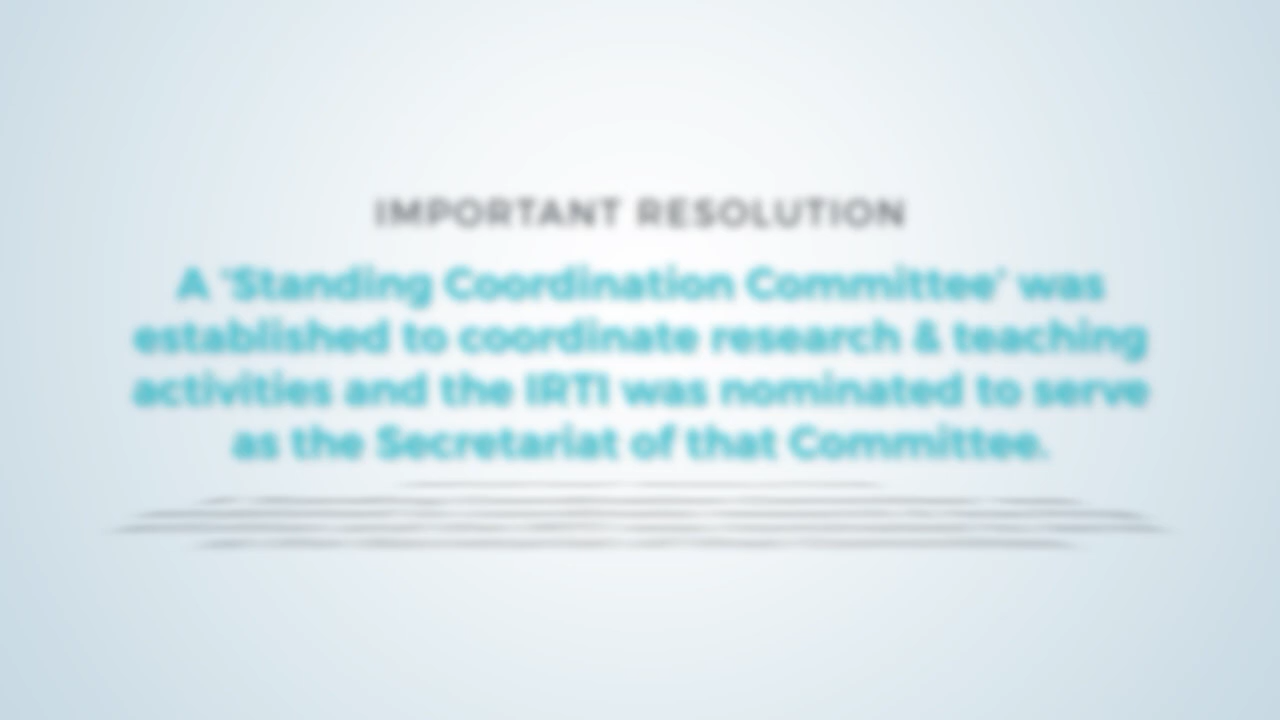 IMPORTANT RESOLUTION
A 'Standing Coordination Committee' was
established to coordinate research & teaching
activities and the IRTI was nominated to serve
as the Secretariat of that Committee.